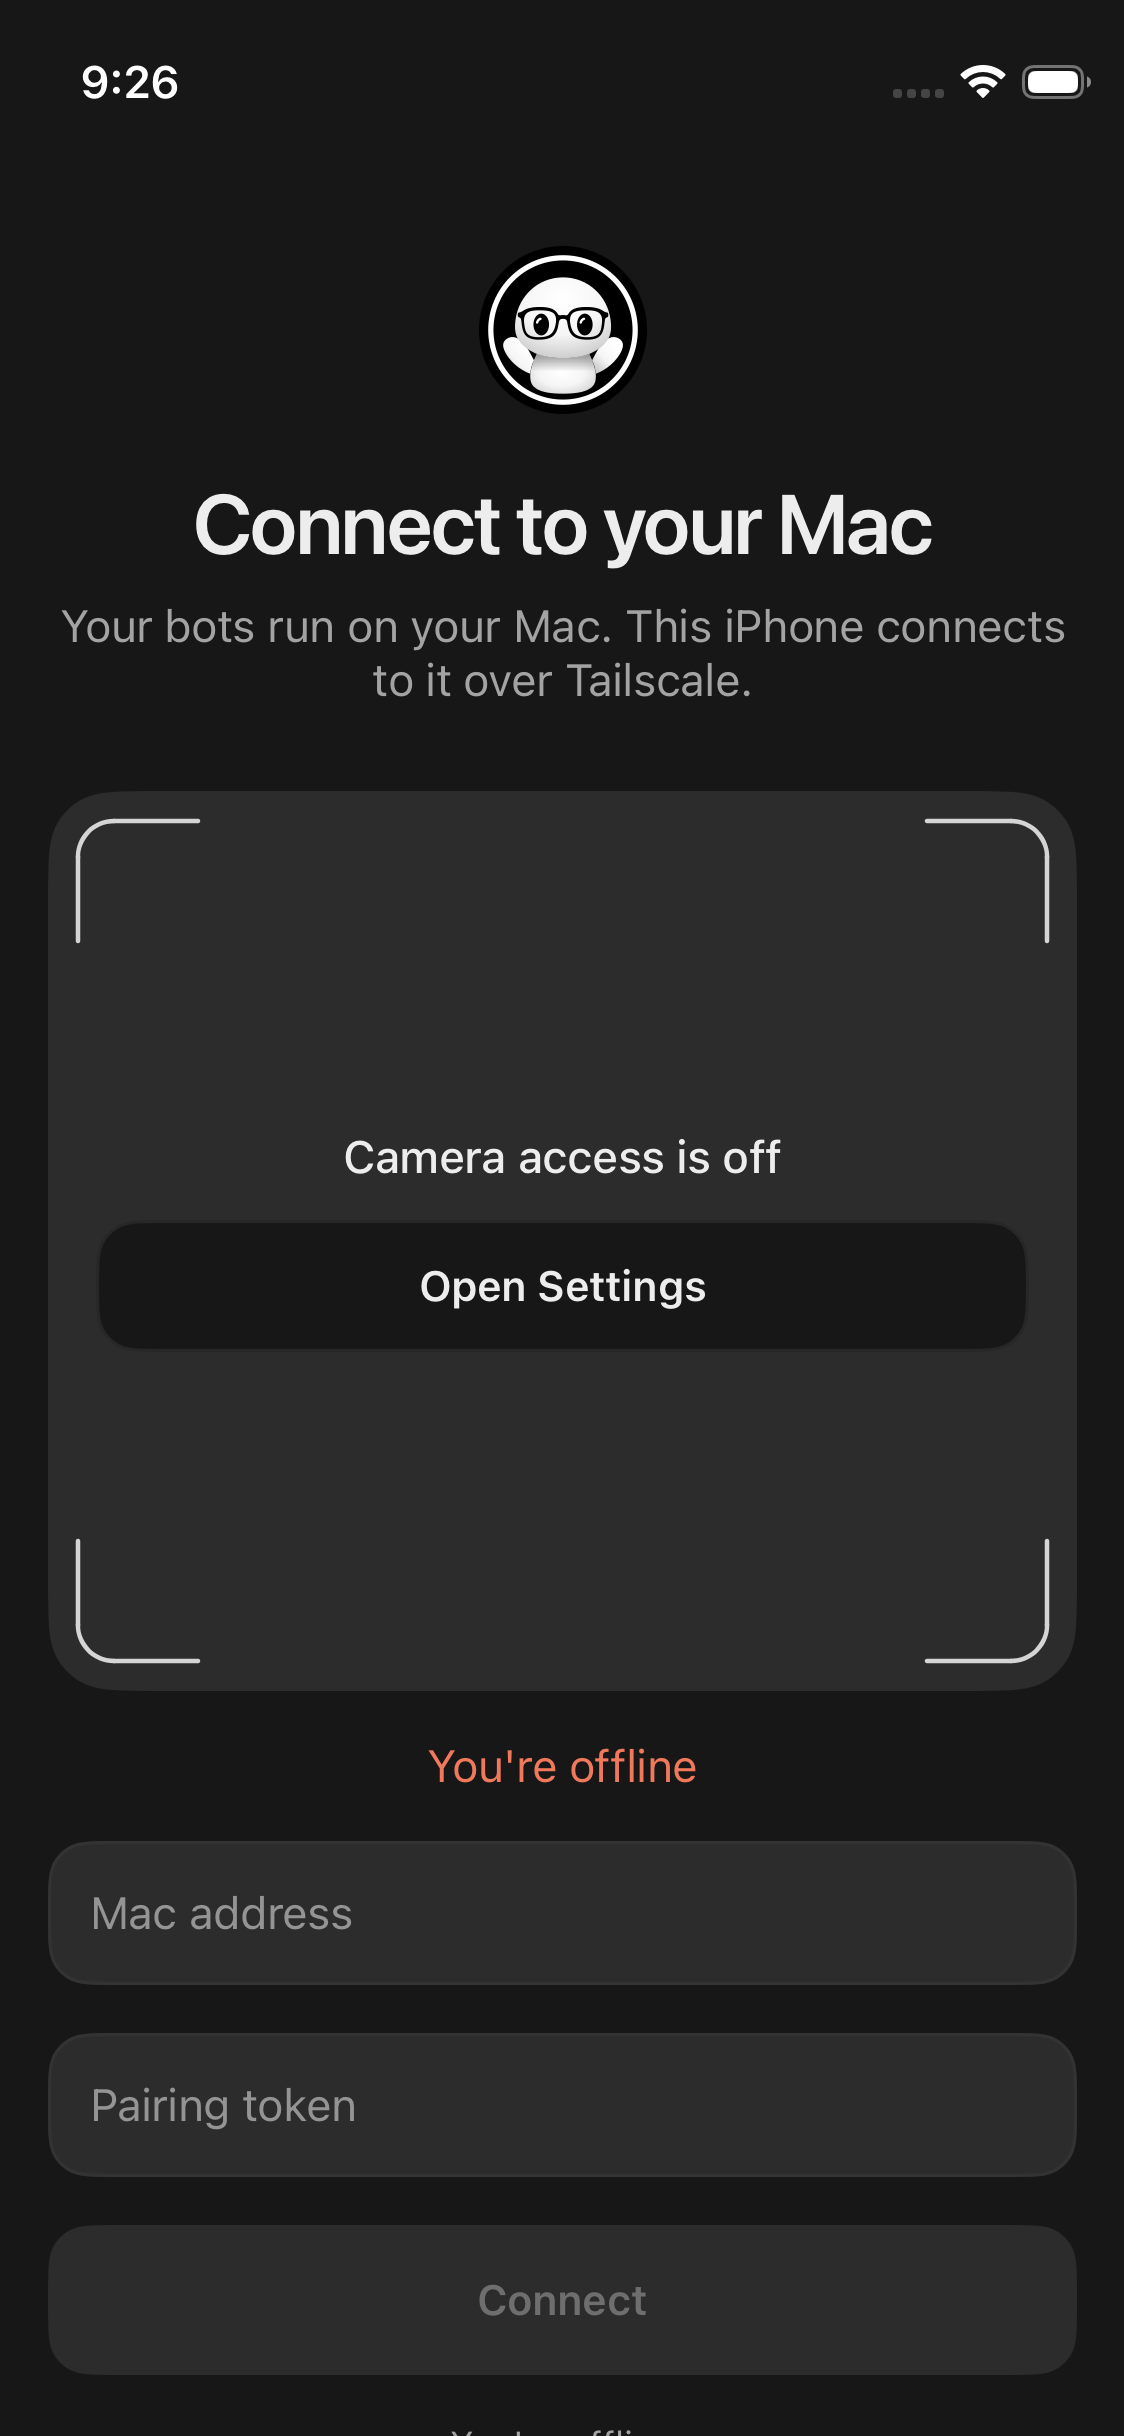 9:26
Connect to your Mac
Your bots run on your Mac. This iPhone connects
to it over Tailscale.
Camera access is off
Open Settings
You're offline
Mac address
Pairing token
Connect